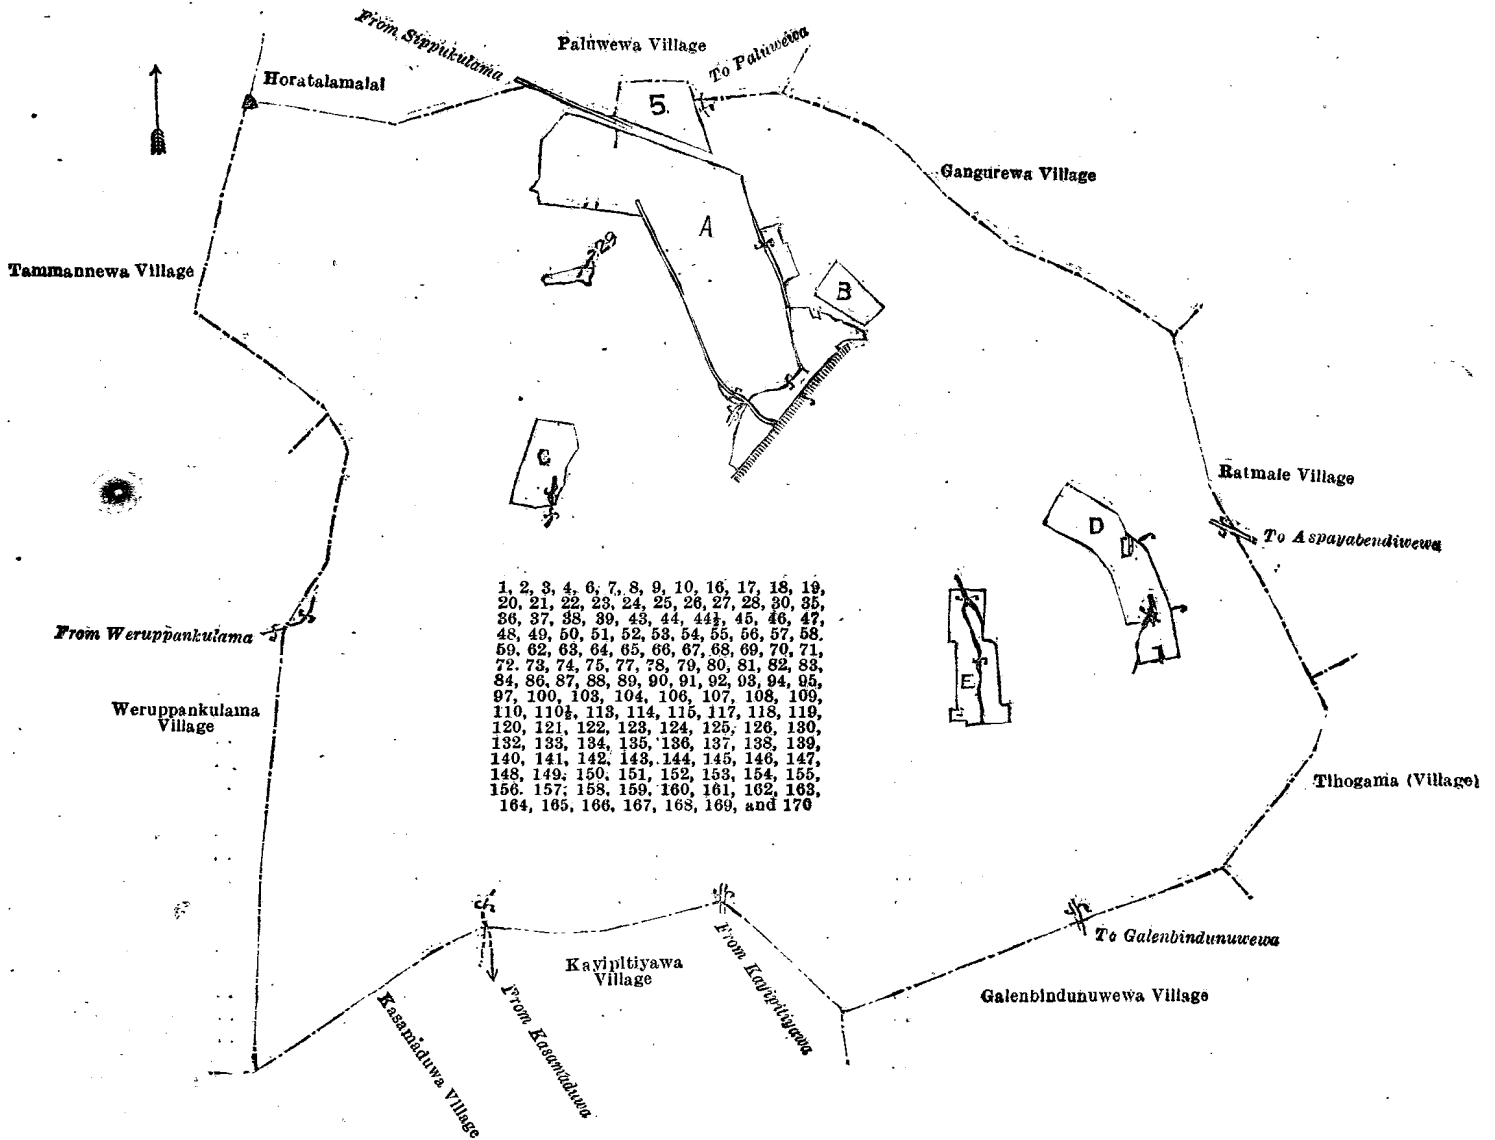 From Sippukulama
Paluwewa Village
To Paluwewa
Horatalamalai
5
Gangurewa Village
A
Tammannewa Village
229
B
C
Ratmale Village
D
To Aspayabendiwewa
1, 2, 3, 4, 6, 7, 8, 9, 10, 16, 17, 18, 19,
20, 21, 22, 23, 24, 25, 26, 27, 28, 30, 35,
36, 37, 38, 39, 43, 44, 44½, 45, 46, 47,
48, 49, 50, 51, 52, 53, 54, 55, 56, 57, 58.
59, 62, 63, 64, 65, 66, 67, 68, 69, 70, 71,
72. 73, 74, 75, 77, 78, 79, 80, 81, 82, 83,
84, 86, 87, 88, 89, 90, 91, 92, 93, 94, 95,
97, 100, 103, 104, 106, 107, 108, 109,
110, 110½, 113, 114, 115, 117, 118, 119,
120, 121, 122, 123, 124, 125, 126, 130,
132, 133, 134, 135, 136, 137, 138, 139,
140, 141, 142, 143, 144, 145, 146, 147,
148, 149, 150, 151, 152, 153, 154, 155,
156. 157, 158, 159, 160, 161, 162, 163,
164, 165, 166, 167, 168, 169, and 170
From Weruppankulama
E
Weruppankulama
Village
Tihogama (Village)
To Galenbindunuwewa
Kayipitiyawa
Village
From Kayipitiyawa
Galenbindunuwewa Village
Kasamaduwa Village
From Kasamaduwa